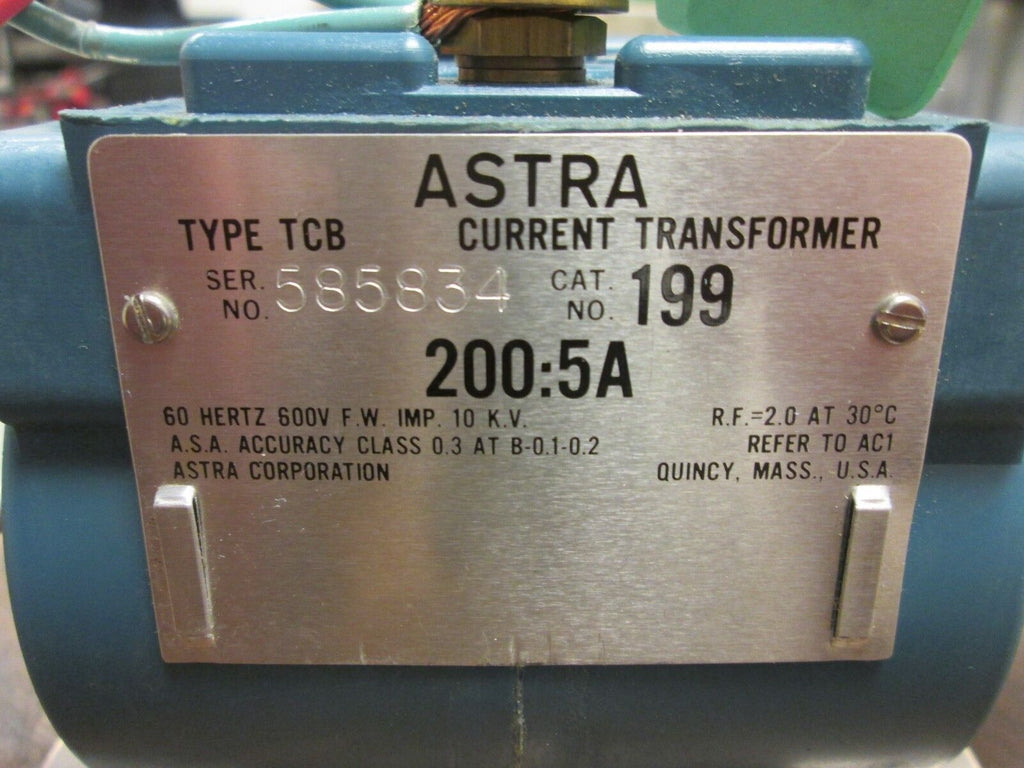 ASTRA
TYPE TCB CURRENT TRANSFORMER
SER. NO. 585834 CAT. NO. 199
200:5A
60 HERTZ 600V F.W. IMP. 10 K.V. R.F.=2.0 AT 30°C
A.S.A. ACCURACY CLASS 0.3 AT B-0.1-0.2 REFER TO AC1
ASTRA CORPORATION QUINCY, MASS., U.S.A.